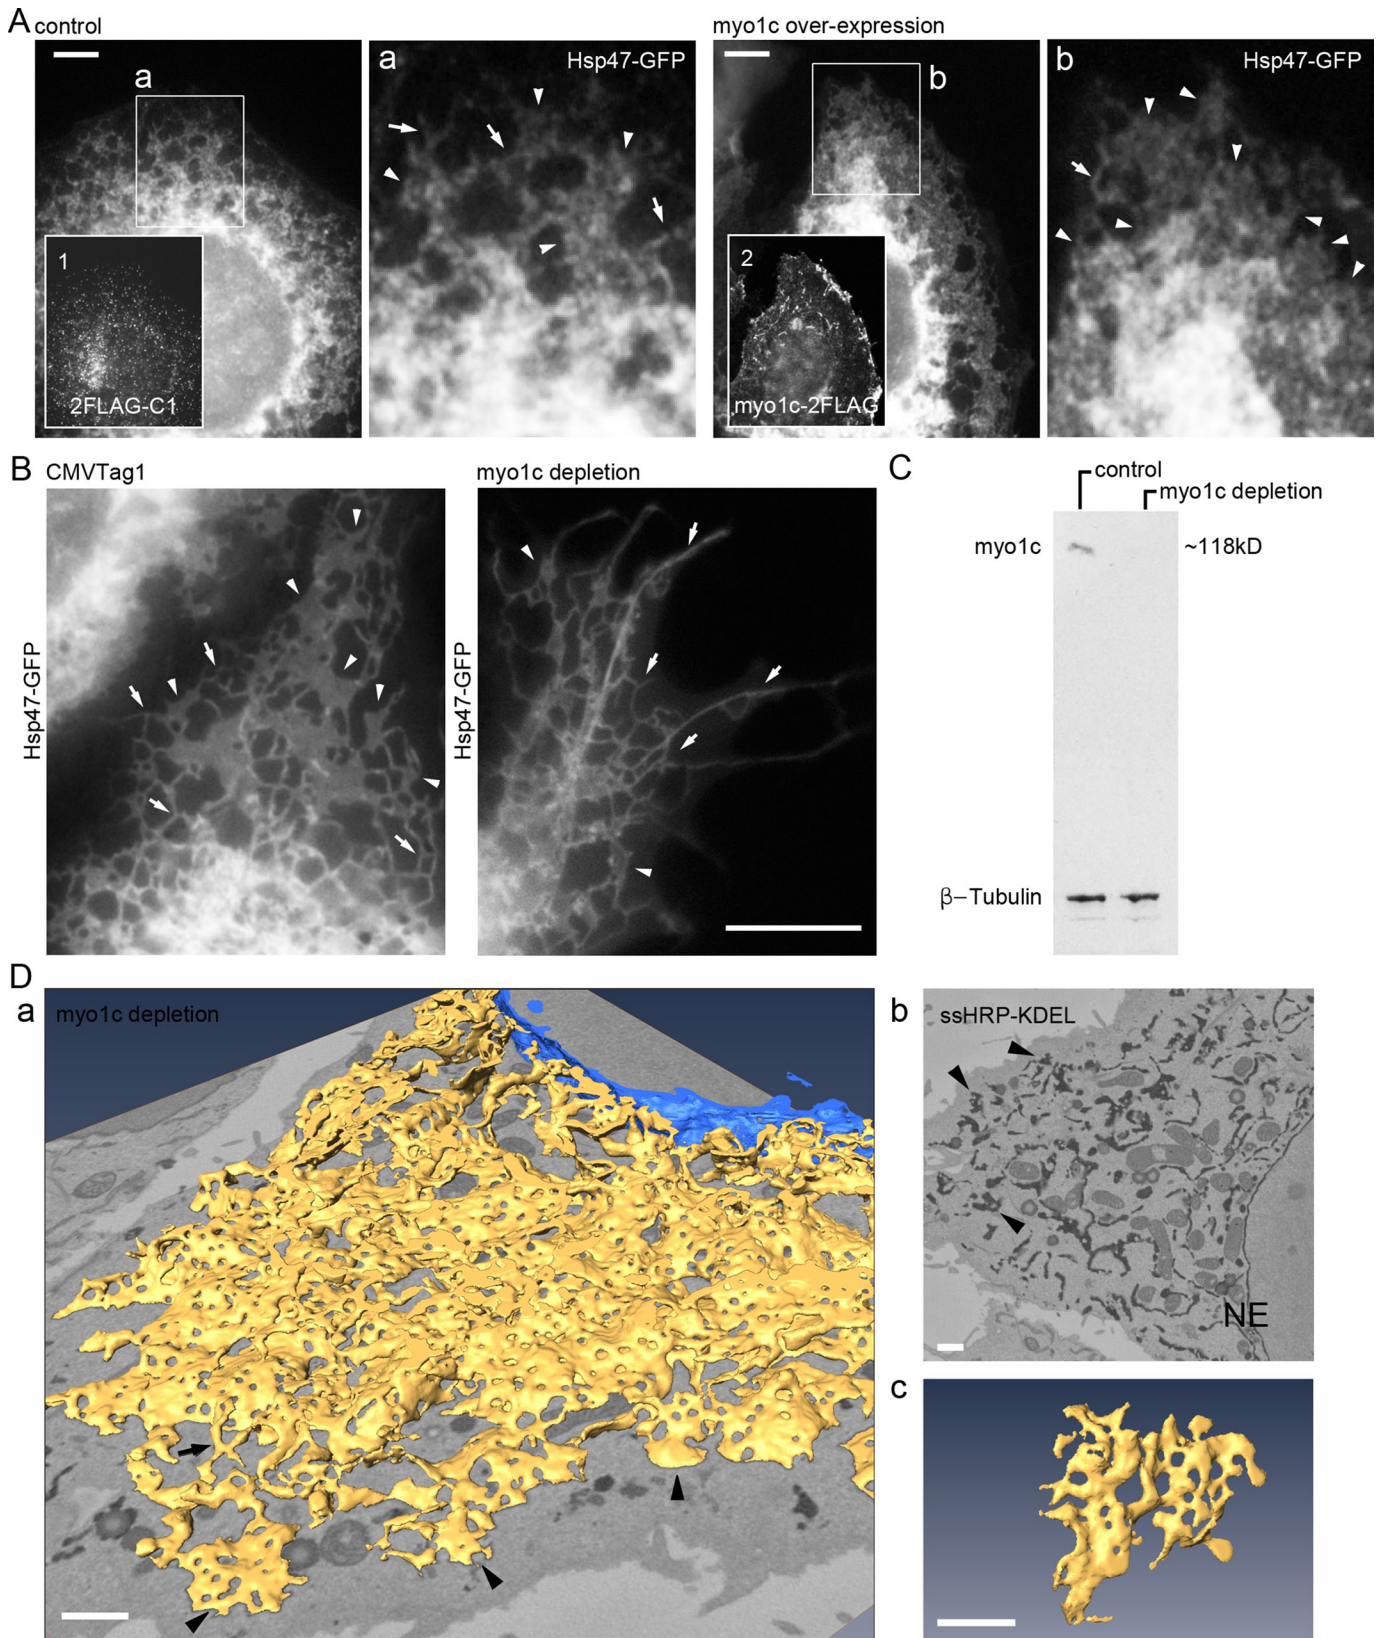 A
control
a
a
Hsp47-GFP
1
2FLAG-C1
myo1c over-expression
b
b
Hsp47-GFP
2
myo1c-2FLAG
B
CMVTag1
Hsp47-GFP
myo1c depletion
Hsp47-GFP
C
control
myo1c depletion
myo1c
~118kD
β–Tubulin
D
a
myo1c depletion
b
ssHRP-KDEL
NE
c